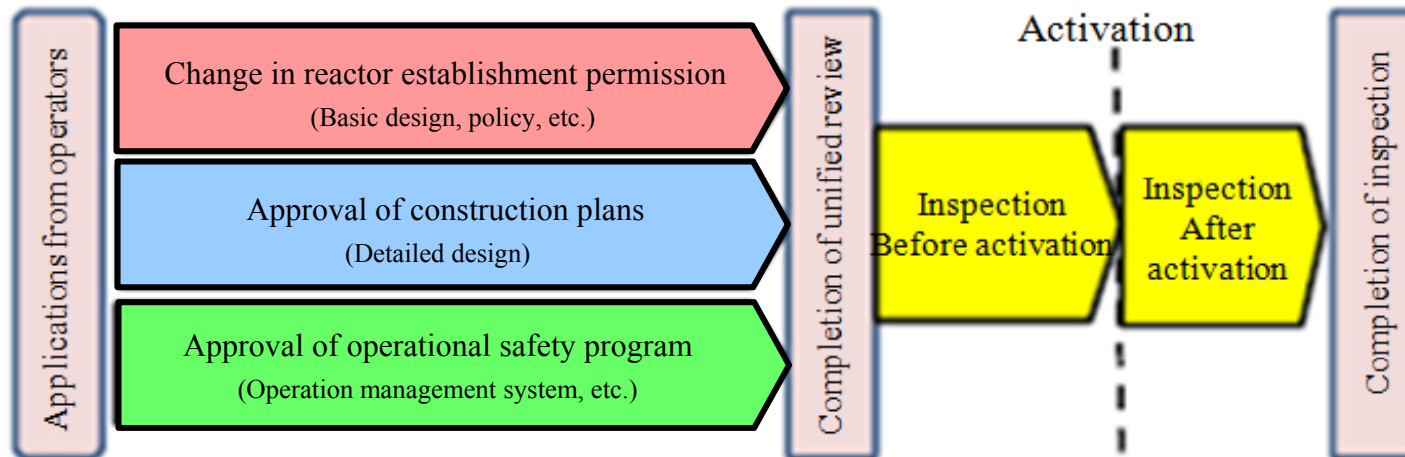 Applications from operators
Change in reactor establishment permission
(Basic design, policy, etc.)
Approval of construction plans
(Detailed design)
Approval of operational safety program
(Operation management system, etc.)
Completion of unified review
Activation
Inspection
Before activation
Inspection
After
activation
Completion of inspection